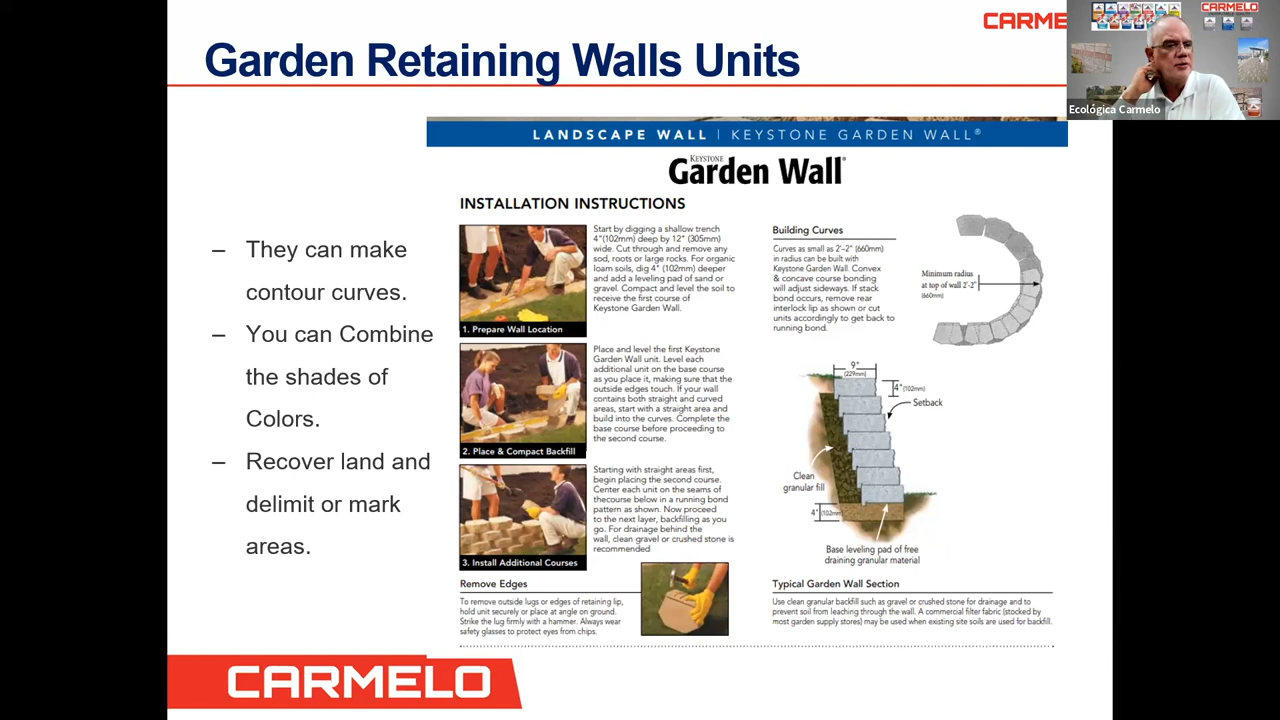 Garden Retaining Walls Units
CARME
CARMELO
Ecológica Carmelo
LANDSCAPE WALL | KEYSTONE GARDEN WALL®
KEYSTONE
Garden Wall®
INSTALLATION INSTRUCTIONS
– They can make
contour curves.
– You can Combine
the shades of
Colors.
– Recover land and
delimit or mark
areas.
Start by digging a shallow trench
4"(102mm) deep by 12" (305mm)
wide. Cut through and remove any
sod, roots or large rocks. For organic
loam soils, dig 4" (102mm) deeper
and add a leveling pad of sand or
gravel. Compact and level the soil to
receive the first course of
Keystone Garden Wall.
1. Prepare Wall Location
Place and level the first Keystone
Garden Wall unit. Level each
additional unit on the base course
as you place it, making sure that the
outside edges touch. If your wall
contains both straight and curved
areas, start with a straight area and
build into the curves. Complete the
base course before proceeding to
the second course.
2. Place & Compact Backfill
Starting with straight areas first,
begin placing the second course.
Center each unit on the seams of
thecourse below in a running bond
pattern as shown. Now proceed
to the next layer, backfilling as you
go. For drainage behind the
wall, clean gravel or crushed stone is
recommended
3. Install Additional Courses
Remove Edges
To remove outside lugs or edges of retaining lip,
hold unit securely or place at angle on ground.
Strike the lug firmly with a hammer. Always wear
safety glasses to protect eyes from chips.
Building Curves
Curves as small as 2'-2" (660mm)
in radius can be built with
Keystone Garden Wall. Convex
& concave course bonding
will adjust sideways. If stack
bond occurs, remove rear
interlock lip as shown or cut
units accordingly to get back to
running bond.
Minimum radius
at top of wall 2'-2"
(660mm)
9"
(229mm)
4" (102mm)
Setback
Clean
granular fill
4" (102mm)
Base leveling pad of free
draining granular material
Typical Garden Wall Section
Use clean granular backfill such as gravel or crushed stone for drainage and to
prevent soil from leaching through the wall. A commercial filter fabric (stocked by
most garden supply stores) may be used when existing site soils are used for backfill.
CARMELO